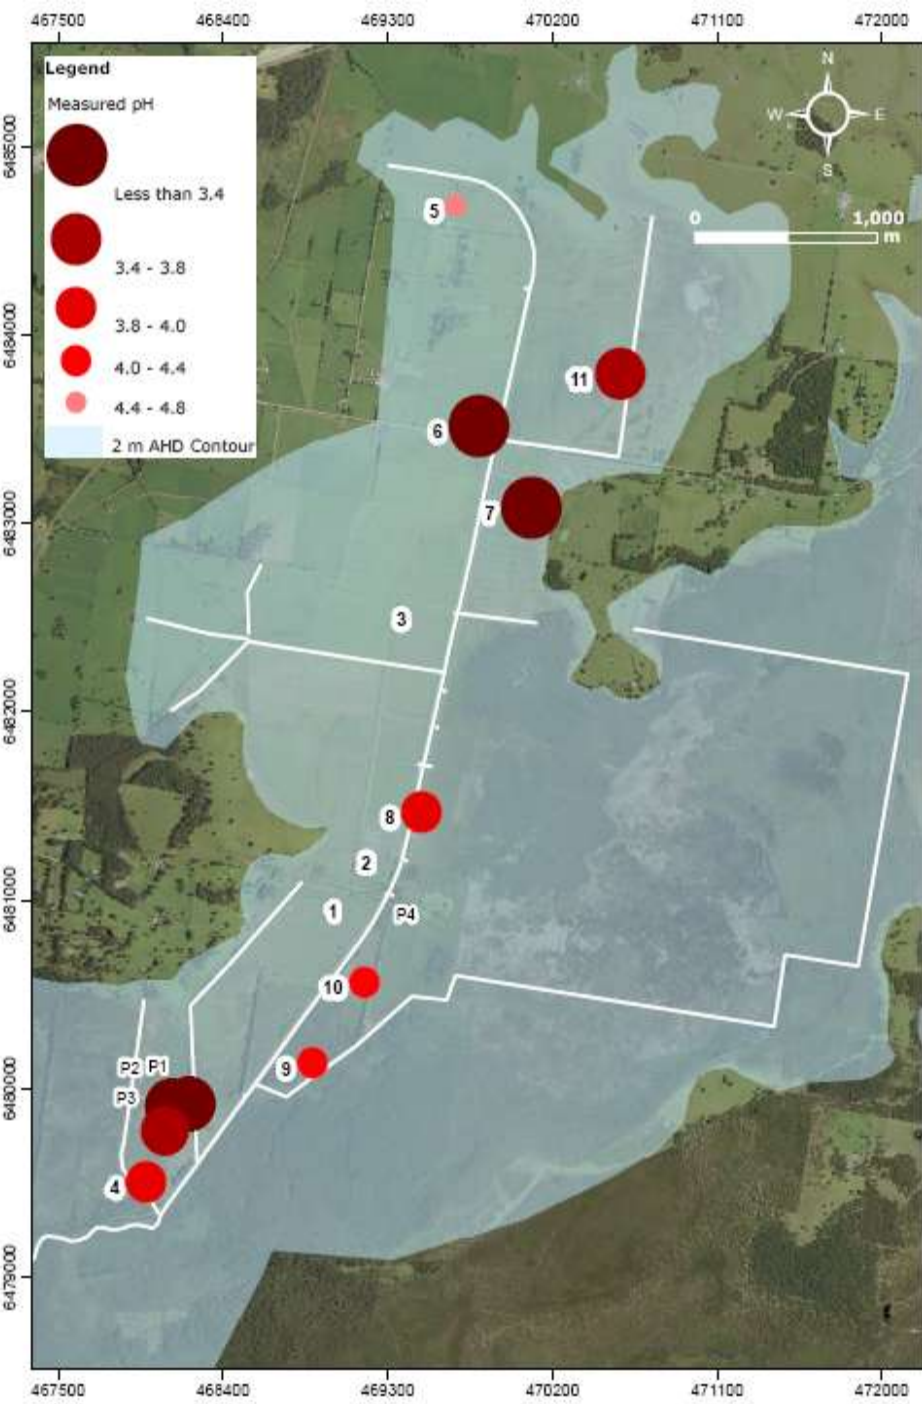 467500 468400 469300 470200 471100 472000
Legend
Measured pH
Less than 3.4
3.4 - 3.8
3.8 - 4.0
4.0 - 4.4
4.4 - 4.8
2 m AHD Contour
N
W E
S
0 1,000
m
6485000
6484000
6483000
6482000
6481000
6480000
6479000
5
11
6
7
3
8
2
1
P4
10
9
P2 P1
P3
4
467500 468400 469300 470200 471100 472000